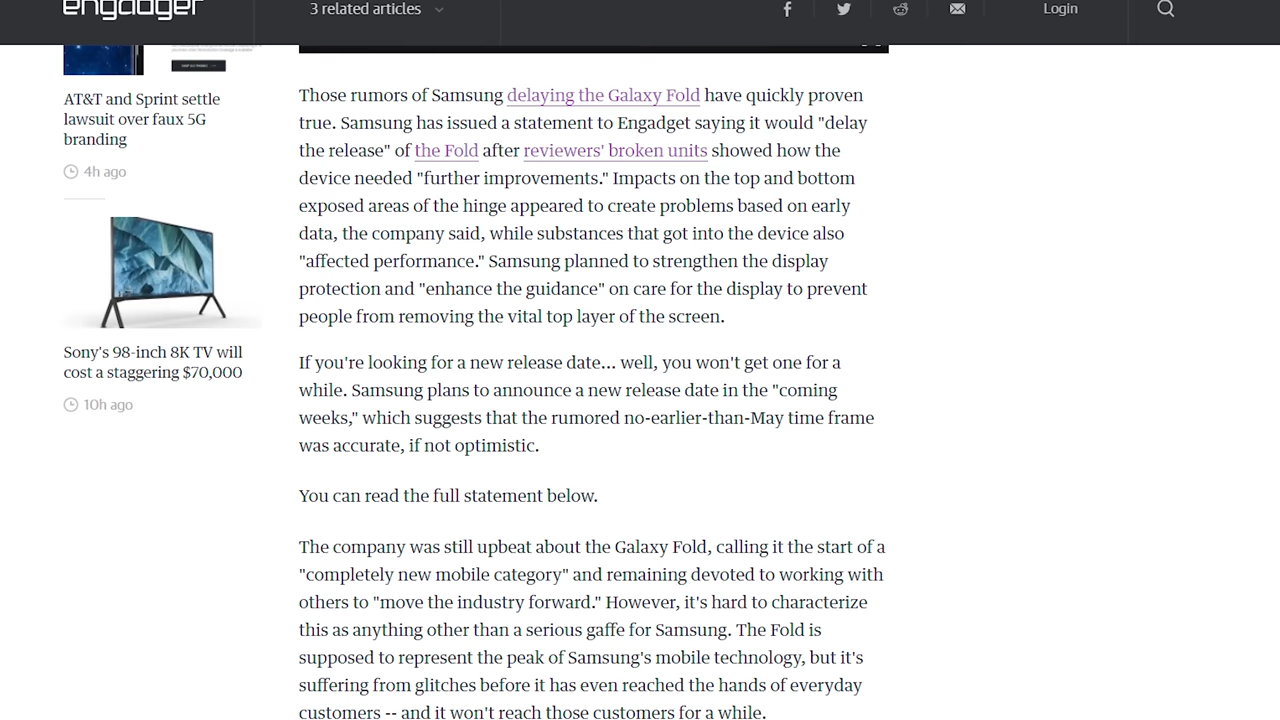 engadget
3 related articles
Login
AT&T and Sprint settle
lawsuit over faux 5G
branding
4h ago
Sony's 98-inch 8K TV will
cost a staggering $70,000
10h ago
Those rumors of Samsung delaying the Galaxy Fold have quickly proven
true. Samsung has issued a statement to Engadget saying it would "delay
the release" of the Fold after reviewers' broken units showed how the
device needed "further improvements." Impacts on the top and bottom
exposed areas of the hinge appeared to create problems based on early
data, the company said, while substances that got into the device also
"affected performance." Samsung planned to strengthen the display
protection and "enhance the guidance" on care for the display to prevent
people from removing the vital top layer of the screen.
If you're looking for a new release date... well, you won't get one for a
while. Samsung plans to announce a new release date in the "coming
weeks," which suggests that the rumored no-earlier-than-May time frame
was accurate, if not optimistic.
You can read the full statement below.
The company was still upbeat about the Galaxy Fold, calling it the start of a
"completely new mobile category" and remaining devoted to working with
others to "move the industry forward." However, it's hard to characterize
this as anything other than a serious gaffe for Samsung. The Fold is
supposed to represent the peak of Samsung's mobile technology, but it's
suffering from glitches before it has even reached the hands of everyday
customers -- and it won't reach those customers for a while.